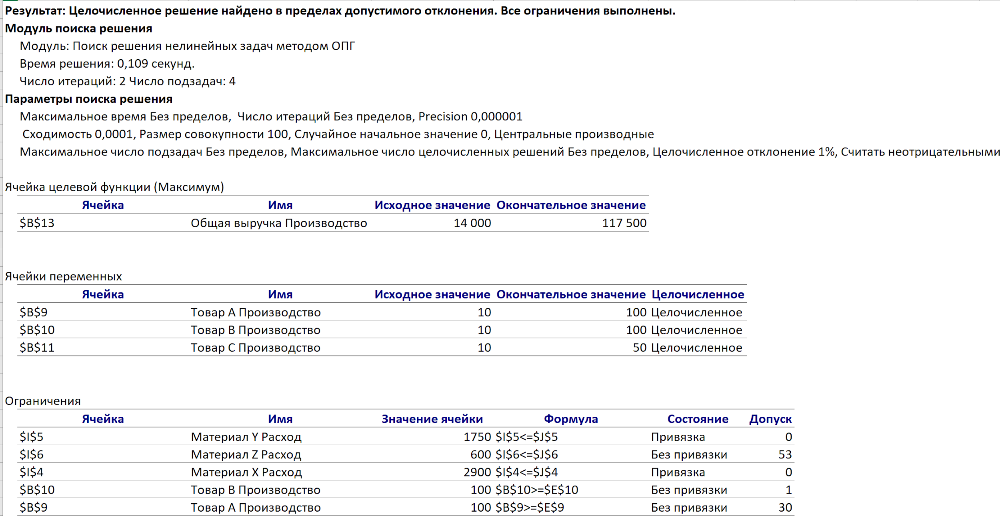 Результат: Целочисленное решение найдено в пределах допустимого отклонения. Все ограничения выполнены.
Модуль поиска решения
Модуль: Поиск решения нелинейных задач методом ОПГ
Время решения: 0,109 секунд.
Число итераций: 2 Число подзадач: 4
Параметры поиска решения
Максимальное время Без пределов,  Число итераций Без пределов, Precision 0,000001
Сходимость 0,0001, Размер совокупности 100, Случайное начальное значение 0, Центральные производные
Максимальное число подзадач Без пределов, Максимальное число целочисленных решений Без пределов, Целочисленное отклонение 1%, Считать неотрицательными
Ячейка целевой функции (Максимум)
Ячейка Имя Исходное значение Окончательное значение
$B$13 Общая выручка Производство 14 000 117 500
Ячейки переменных
Ячейка Имя Исходное значение Окончательное значение Целочисленное
$B$9 Товар A Производство 10 100 Целочисленное
$B$10 Товар B Производство 10 100 Целочисленное
$B$11 Товар C Производство 10 50 Целочисленное
Ограничения
Ячейка Имя Значение ячейки Формула Состояние Допуск
$I$5 Материал Y Расход 1750 $I$5<=$J$5 Привязка 0
$I$6 Материал Z Расход 600 $I$6<=$J$6 Без привязки 53
$I$4 Материал X Расход 2900 $I$4<=$J$4 Привязка 0
$B$10 Товар B Производство 100 $B$10>=$E$10 Без привязки 1
$B$9 Товар A Производство 100 $B$9>=$E$9 Без привязки 30